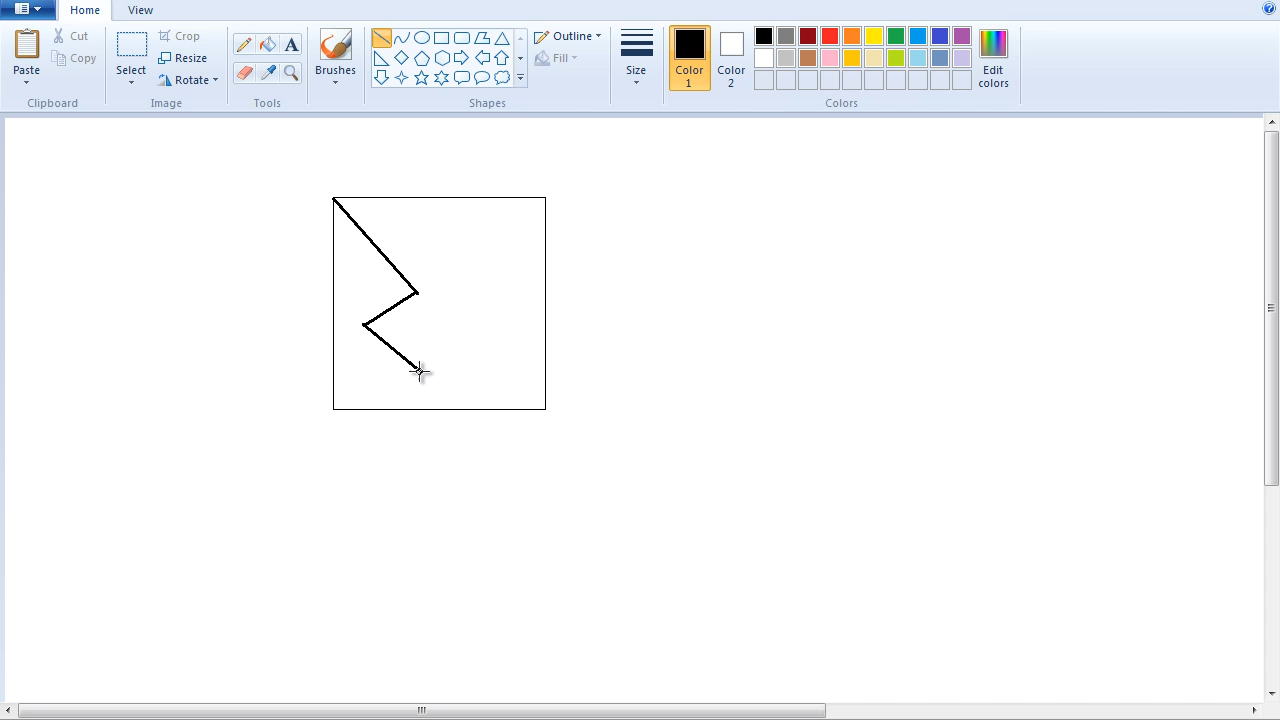 Home View
Paste
Cut
Copy
Clipboard
Select
Crop
Resize
Rotate
Image
A
Tools
Brushes
Outline
Fill
Shapes
Size
Color 1
Color 2
Edit colors
Colors